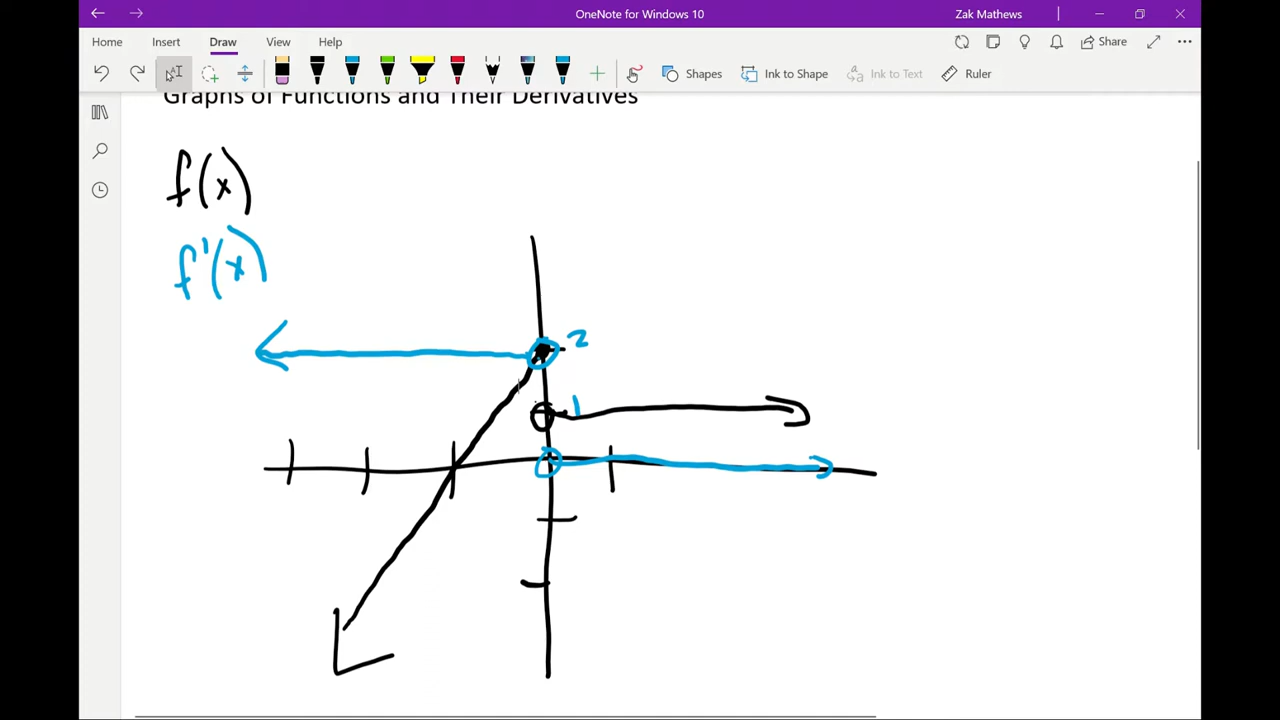 OneNote for Windows 10
Zak Mathews
Home Insert Draw View Help
Share
Shapes
Ink to Shape
Ink to Text
Ruler
Graphs of Functions and Their Derivatives
f(x)
f'(x)
2
1